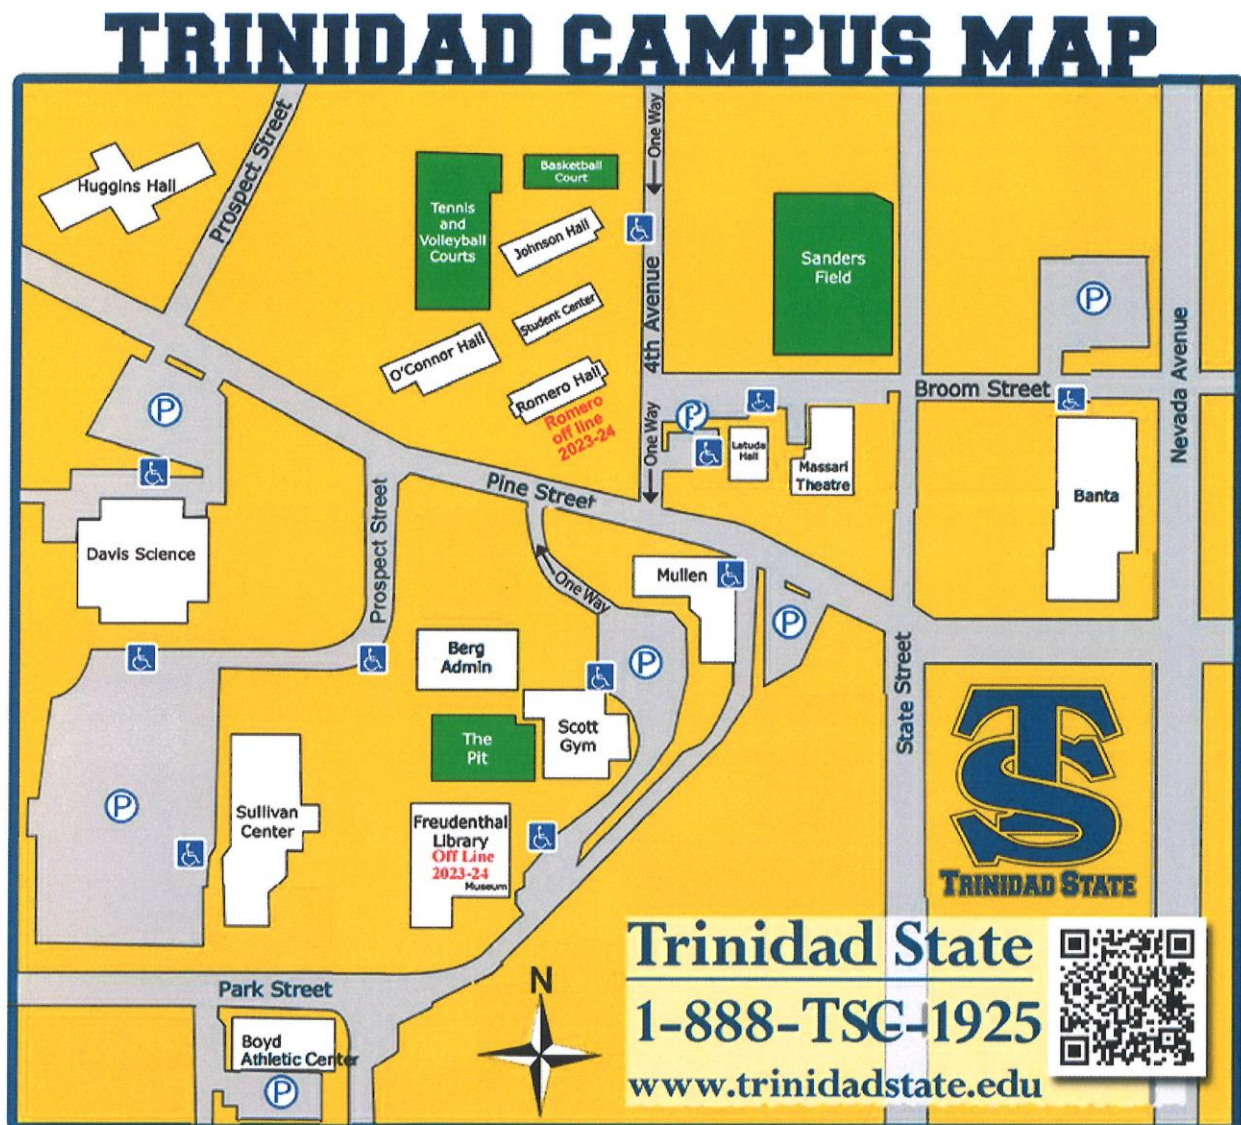 TRINIDAD CAMPUS MAP
Prospect Street
One Way
Huggins Hall
Basketball
Court
Tennis
and
Volleyball
Courts
Johnson Hall
Sanders
Field
P
Student Center
4th Avenue
Nevada Avenue
O'Connor Hall
Romero Hall
Romero
off line
2023-24
Broom Street
P
P
One Way
Latuda
Hall
Massari
Theatre
Banta
Pine Street
Prospect Street
Davis Science
One Way
Mullen
P
Berg
Admin
P
State Street
The
Pit
Scott
Gym
P
Sullivan
Center
Freudenthal
Library
Off Line
2023-24
Museum
TS
TRINIDAD STATE
Park Street
N
Trinidad State
1-888-TSC-1925
www.trinidadstate.edu
Boyd
Athletic Center
P